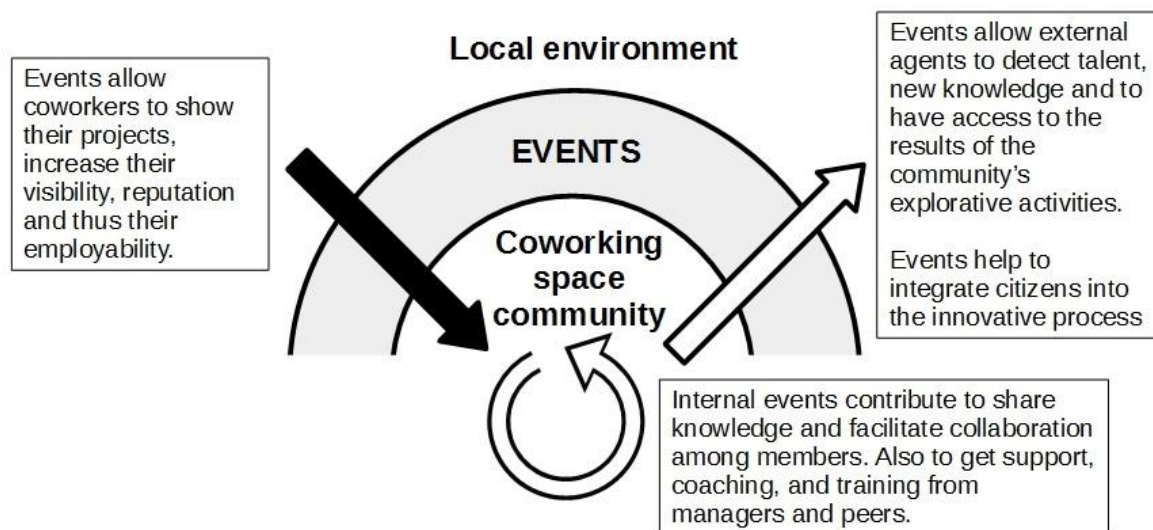 Local environment
Events allow
coworkers to show
their projects,
increase their
visibility, reputation
and thus their
employability.
EVENTS
Coworking
space
community
Events allow external
agents to detect talent,
new knowledge and to
have access to the
results of the
community's
explorative activities.
Events help to
integrate citizens into
the innovative process
Internal events contribute to share
knowledge and facilitate collaboration
among members. Also to get support,
coaching, and training from
managers and peers.